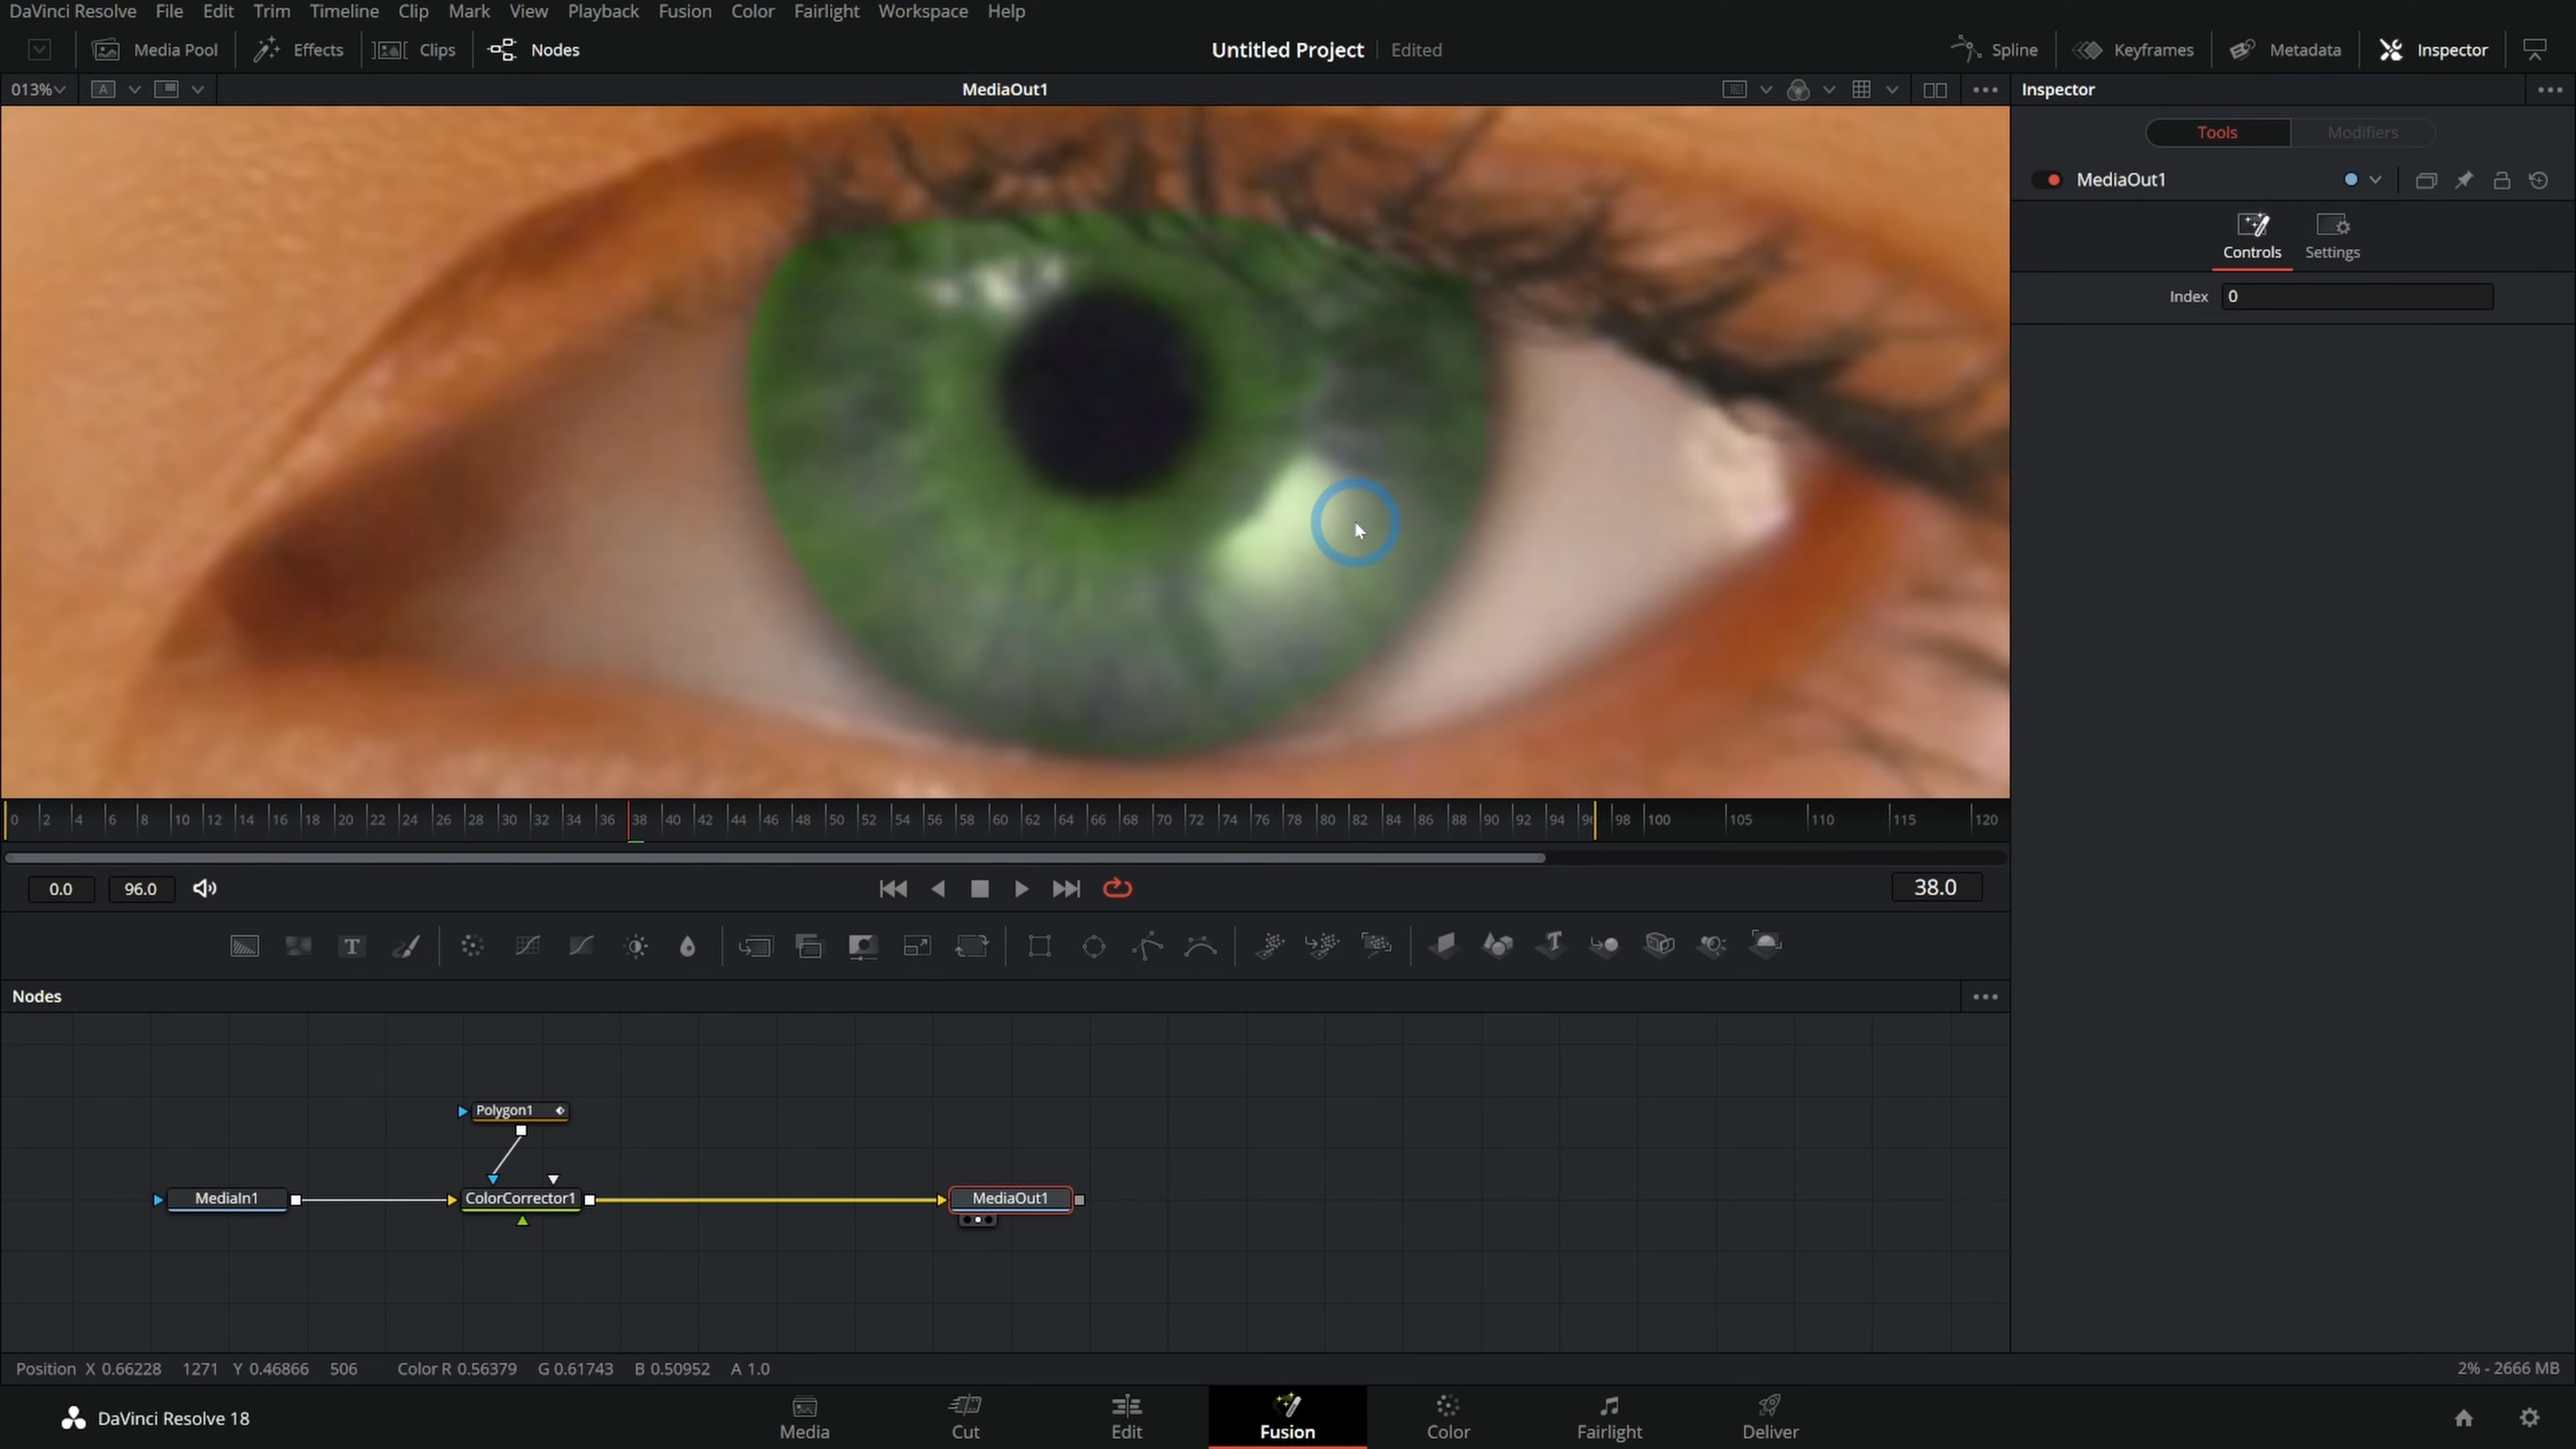 DaVinci Resolve File Edit Trim Timeline Clip Mark View Playback Fusion Color Fairlight Workspace Help
Media Pool Effects Clips Nodes Untitled Project Edited Spline Keyframes Metadata Inspector
013% A MediaOut1 Inspector
Tools Modifiers
MediaOut1
Controls Settings
Index 0
0 2 4 6 8 10 12 14 16 18 20 22 24 26 28 30 32 34 36 38 40 42 44 46 48 50 52 54 56 58 60 62 64 66 68 70 72 74 76 78 80 82 84 86 88 90 92 94 96 98 100 105 110 115 120
0.0 96.0 38.0
T T
Nodes
Polygon1
MediaIn1 ColorCorrector1 MediaOut1
Position X 0.66228 1271 Y 0.46866 506 Color R 0.56379 G 0.61743 B 0.50952 A 1.0 2% - 2666 MB
DaVinci Resolve 18 Media Cut Edit Fusion Color Fairlight Deliver